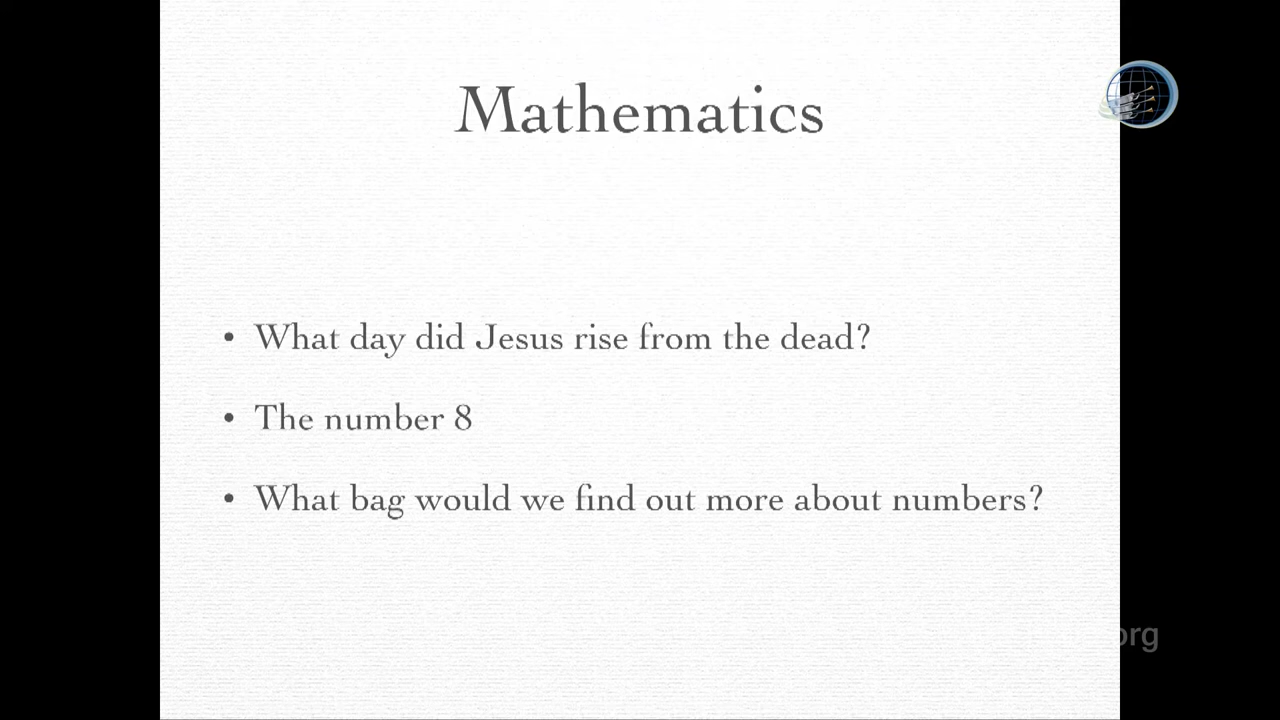 Mathematics
• What day did Jesus rise from the dead?
• The number 8
• What bag would we find out more about numbers?
org